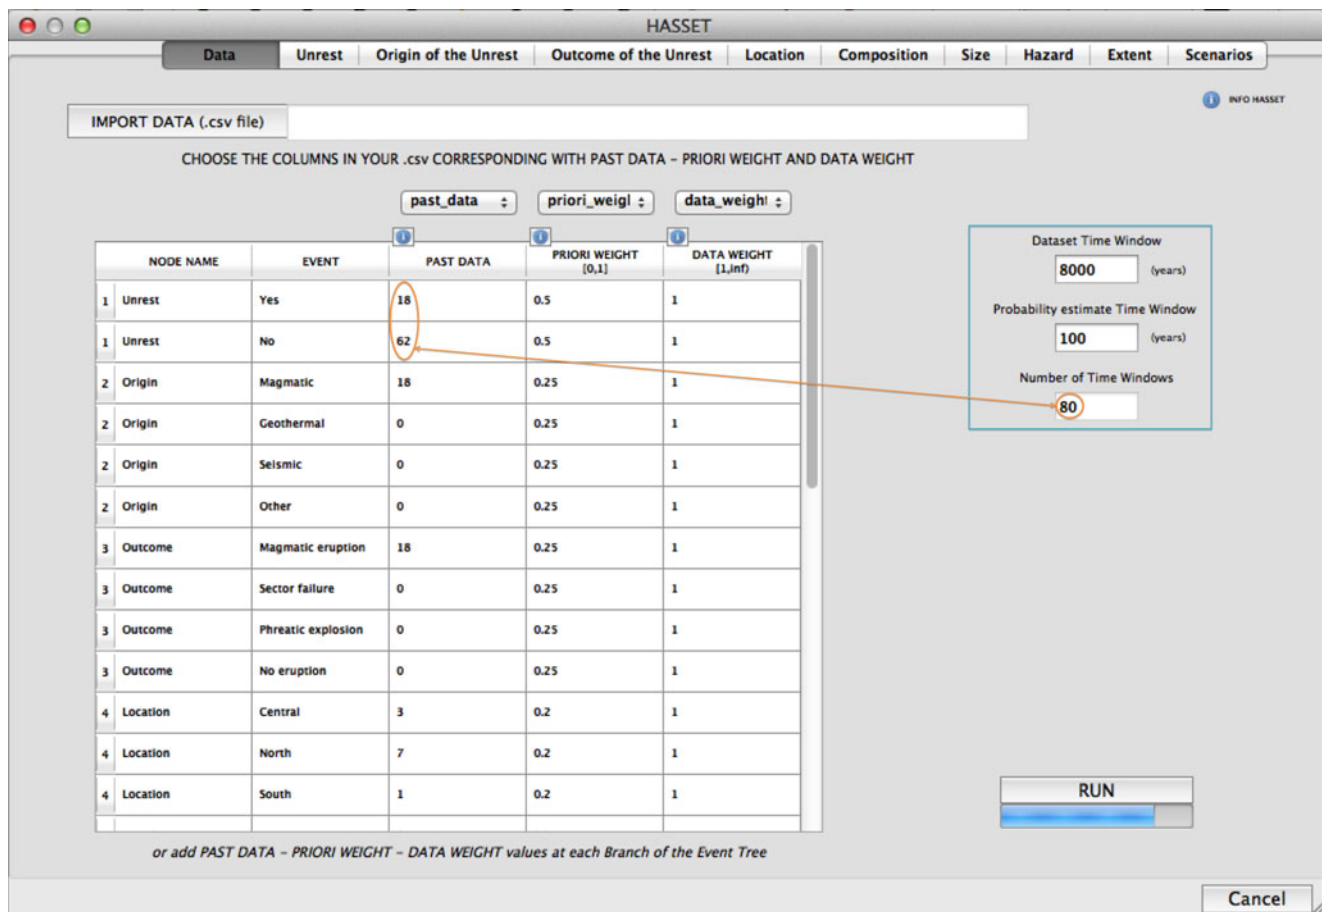 HASSET
Data Unrest Origin of the Unrest Outcome of the Unrest Location Composition Size Hazard Extent Scenarios
INFO HASSET
IMPORT DATA (.csv file)
CHOOSE THE COLUMNS IN YOUR .csv CORRESPONDING WITH PAST DATA – PRIORI WEIGHT AND DATA WEIGHT
past_data priori_weigl data_weight
NODE NAME EVENT PAST DATA PRIORI WEIGHT [0,1] DATA WEIGHT [1,inf)
1 Unrest Yes 18 0.5 1
1 Unrest No 62 0.5 1
2 Origin Magmatic 18 0.25 1
2 Origin Geothermal 0 0.25 1
2 Origin Seismic 0 0.25 1
2 Origin Other 0 0.25 1
3 Outcome Magmatic eruption 18 0.25 1
3 Outcome Sector failure 0 0.25 1
3 Outcome Phreatic explosion 0 0.25 1
3 Outcome No eruption 0 0.25 1
4 Location Central 3 0.2 1
4 Location North 7 0.2 1
4 Location South 1 0.2 1
or add PAST DATA – PRIORI WEIGHT – DATA WEIGHT values at each Branch of the Event Tree
Dataset Time Window
8000 (years)
Probability estimate Time Window
100 (years)
Number of Time Windows
80
RUN
Cancel